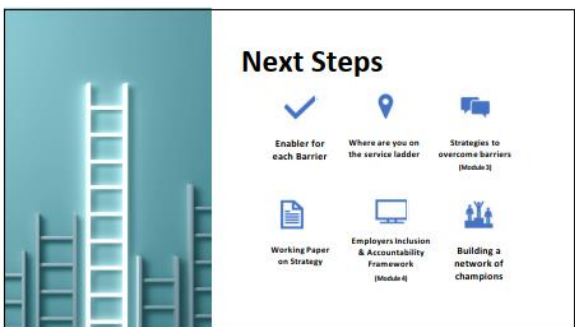 Next Steps
Enabler for
each Barrier
Where are you on
the service ladder
Strategies to
overcome barriers
(Module 3)
Working Paper
on Strategy
Employers Inclusion
& Accountability
Framework
(Module 4)
Building a
network of
champions